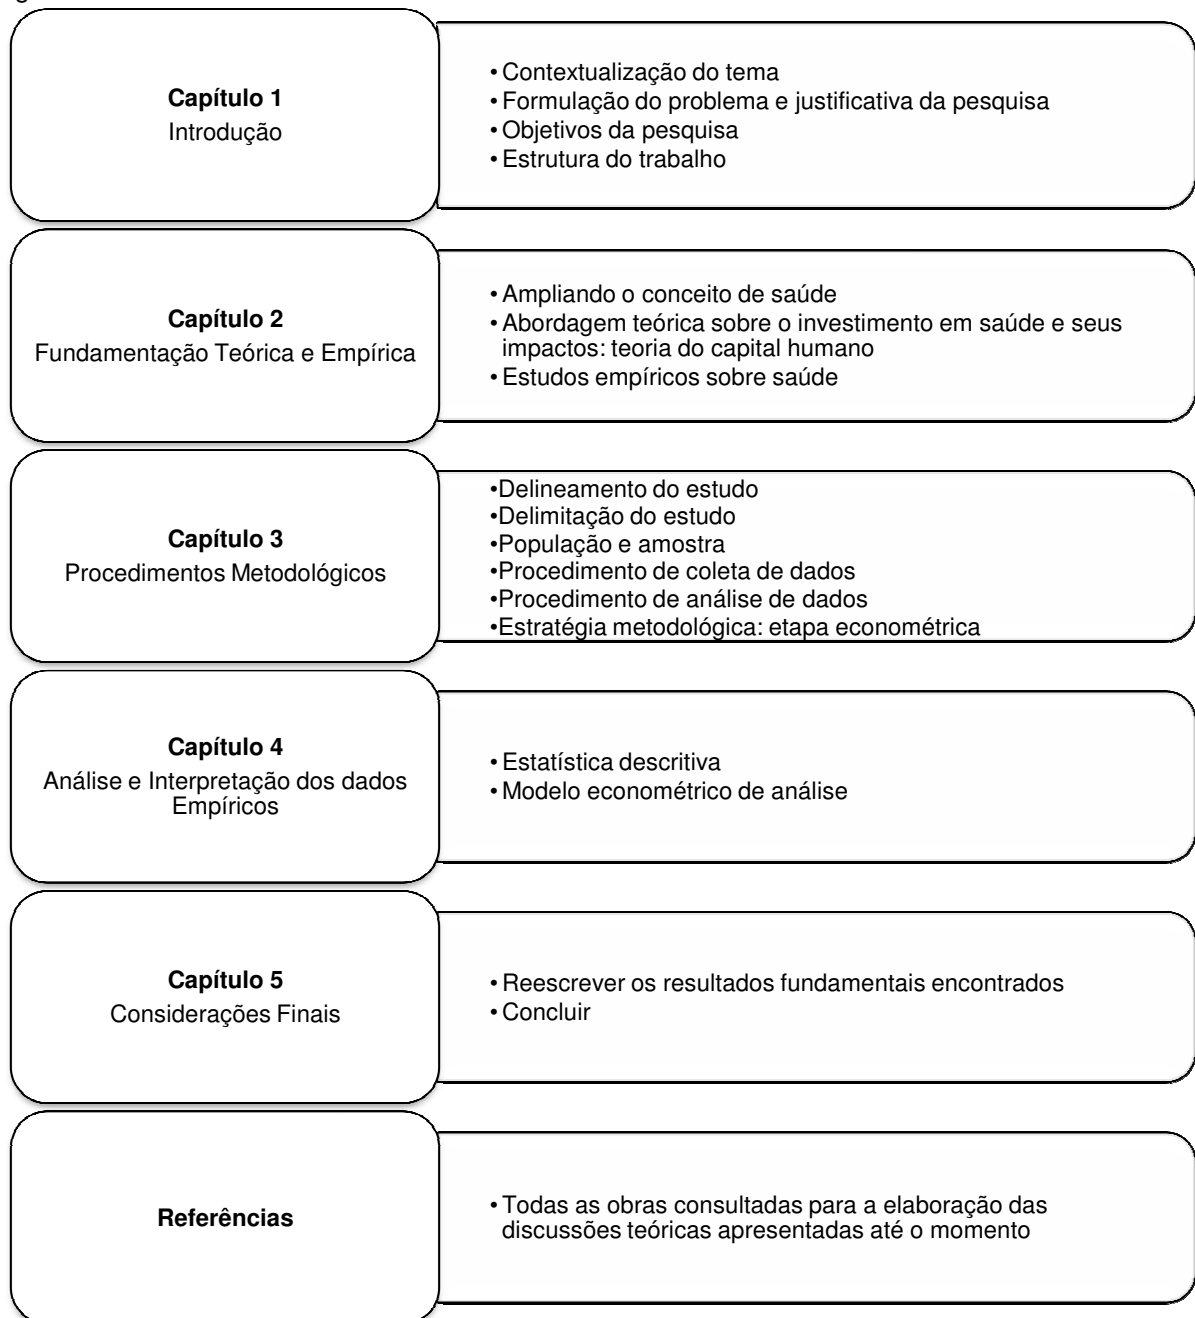 Capítulo 1
Introdução
• Contextualização do tema
• Formulação do problema e justificativa da pesquisa
• Objetivos da pesquisa
• Estrutura do trabalho
Capítulo 2
Fundamentação Teórica e Empírica
• Ampliando o conceito de saúde
• Abordagem teórica sobre o investimento em saúde e seus
impactos: teoria do capital humano
• Estudos empíricos sobre saúde
Capítulo 3
Procedimentos Metodológicos
•Delineamento do estudo
•Delimitação do estudo
•População e amostra
•Procedimento de coleta de dados
•Procedimento de análise de dados
•Estratégia metodológica: etapa econométrica
Capítulo 4
Análise e Interpretação dos dados
Empíricos
• Estatística descritiva
• Modelo econométrico de análise
Capítulo 5
Considerações Finais
• Reescrever os resultados fundamentais encontrados
• Concluir
Referências
• Todas as obras consultadas para a elaboração das
discussões teóricas apresentadas até o momento